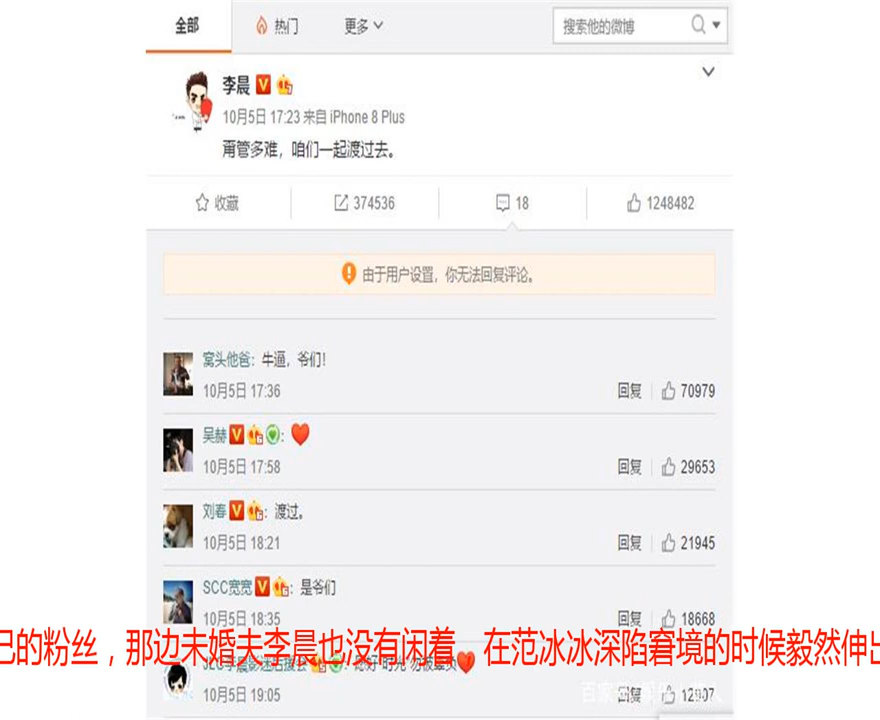 全部 热门 更多 搜索他的微博
李晨
10月5日 17:23 来自 iPhone 8 Plus
甭管多难，咱们一起渡过去。
收藏 374536 18 1248482
由于用户设置，你无法回复评论。
窝头他爸：牛逼，爷们！
10月5日 17:36 回复 70979
吴赫：
10月5日 17:58 回复 29653
刘春：渡过。
10月5日 18:21 回复 21945
SCC宽宽：是爷们
10月5日 18:35 回复 18668
己的粉丝，那边未婚夫李晨也没有闲着，在范冰冰深陷窘境的时候毅然伸出
10月5日 19:05 回复